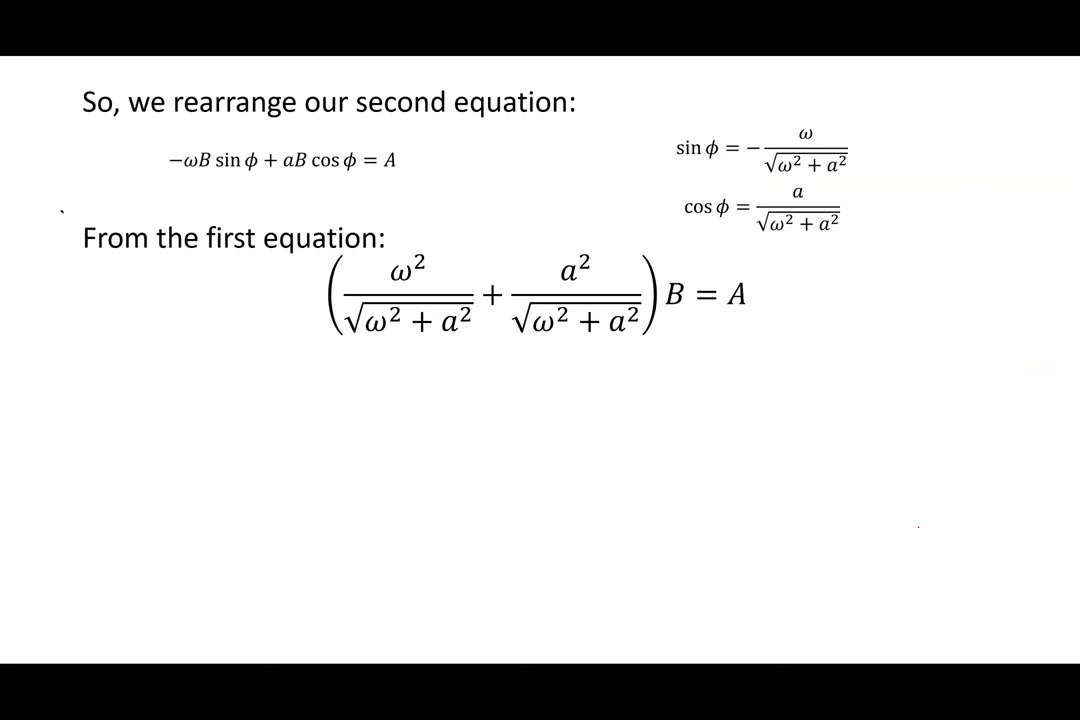 So, we rearrange our second equation:
−ωB sin ϕ + aB cos ϕ = A
sin ϕ = − ω / √(ω² + a²)
cos ϕ = a / √(ω² + a²)
From the first equation:
(ω² / √(ω² + a²) + a² / √(ω² + a²)) B = A